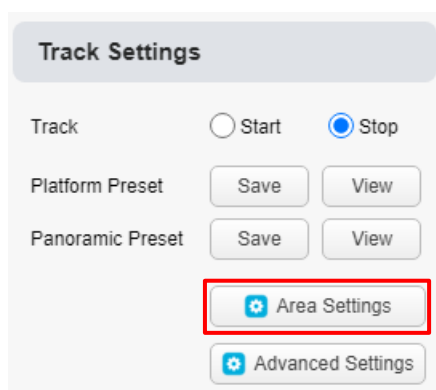 Track Settings
Track Start Stop
Platform Preset Save View
Panoramic Preset Save View
Area Settings
Advanced Settings